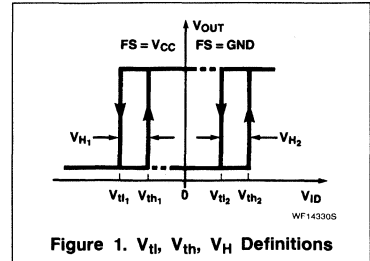 VOUT
FS = VCC FS = GND
VH1 VH2
Vtl1 Vth1 0 Vtl2 Vth2 VID
WF14330S
Figure 1. Vtl, Vth, VH Definitions